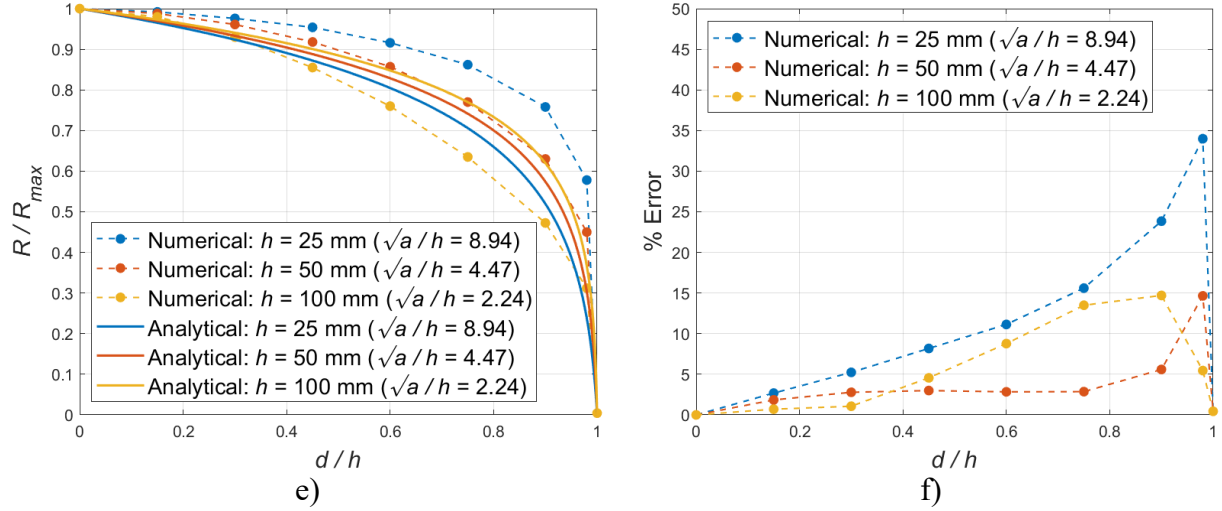 1
0.9
0.8
0.7
0.6
0.5
0.4
0.3
0.2
0.1
0
R / R_max
Numerical: h = 25 mm (√a / h = 8.94)
Numerical: h = 50 mm (√a / h = 4.47)
Numerical: h = 100 mm (√a / h = 2.24)
Analytical: h = 25 mm (√a / h = 8.94)
Analytical: h = 50 mm (√a / h = 4.47)
Analytical: h = 100 mm (√a / h = 2.24)
0 0.2 0.4 0.6 0.8 1
d / h
e)
50
45
40
35
30
25
20
15
10
5
0
% Error
Numerical: h = 25 mm (√a / h = 8.94)
Numerical: h = 50 mm (√a / h = 4.47)
Numerical: h = 100 mm (√a / h = 2.24)
0 0.2 0.4 0.6 0.8 1
d / h
f)